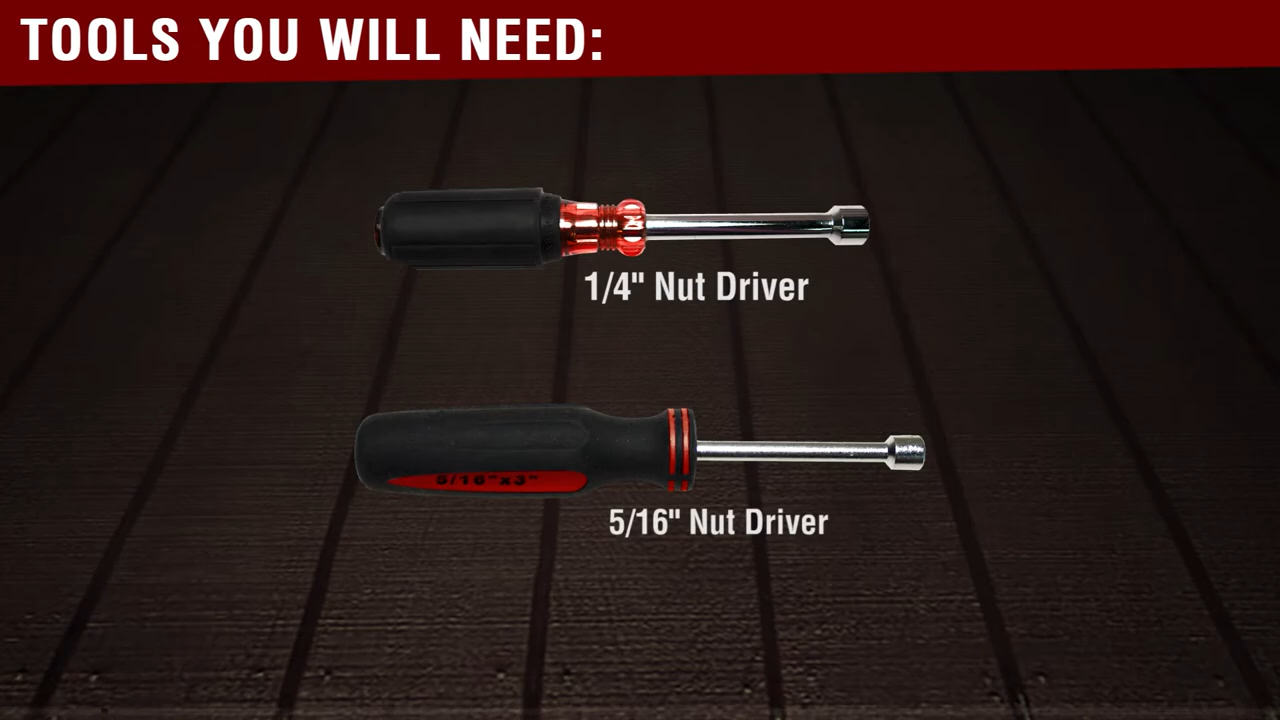 TOOLS YOU WILL NEED:
1/4" Nut Driver
5/16"x3"
5/16" Nut Driver